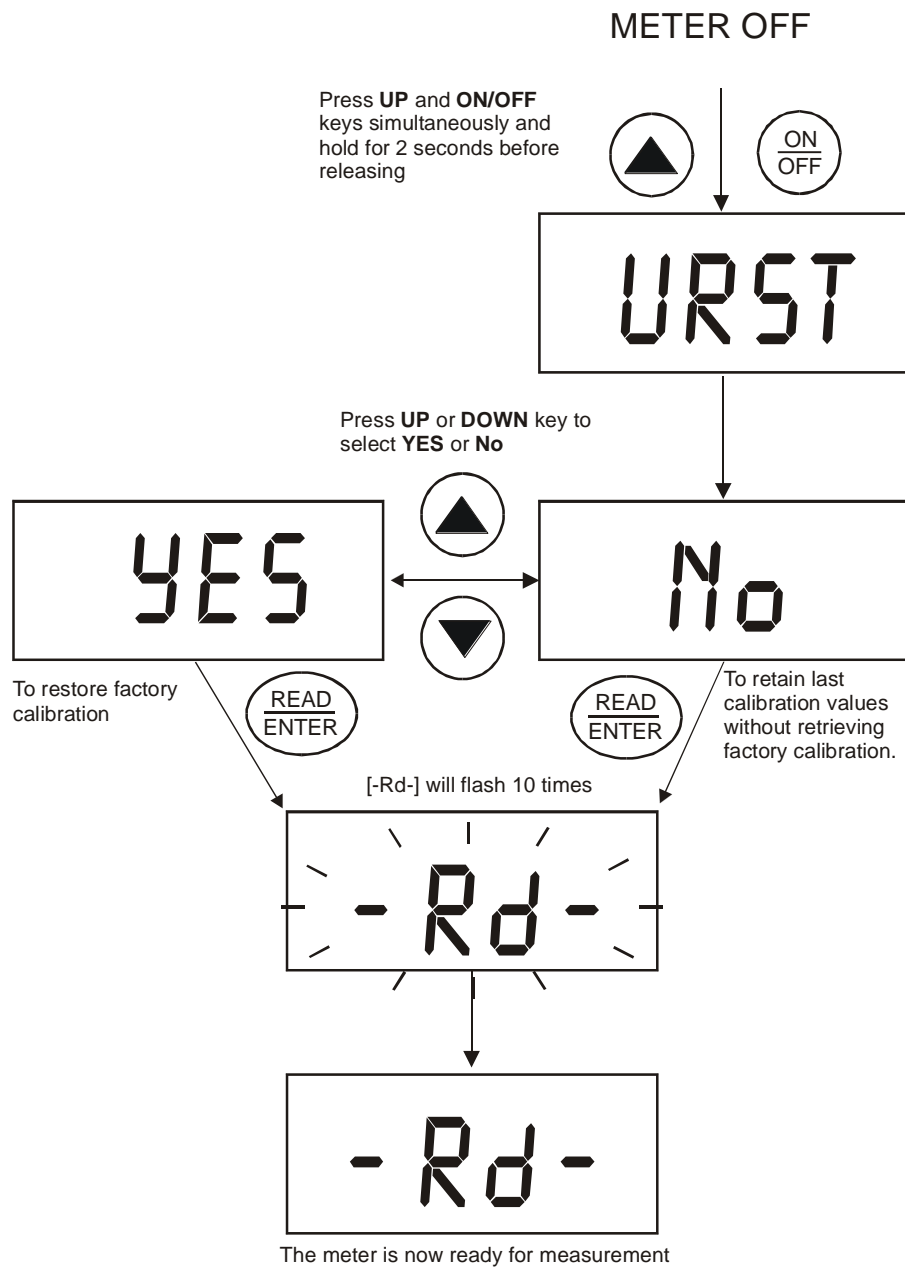 METER OFF
Press UP and ON/OFF
keys simultaneously and
hold for 2 seconds before
releasing
ON
OFF
URST
Press UP or DOWN key to
select YES or No
YES
No
To restore factory
calibration
READ
ENTER
READ
ENTER
To retain last
calibration values
without retrieving
factory calibration.
[-Rd-] will flash 10 times
-Rd-
-Rd-
The meter is now ready for measurement